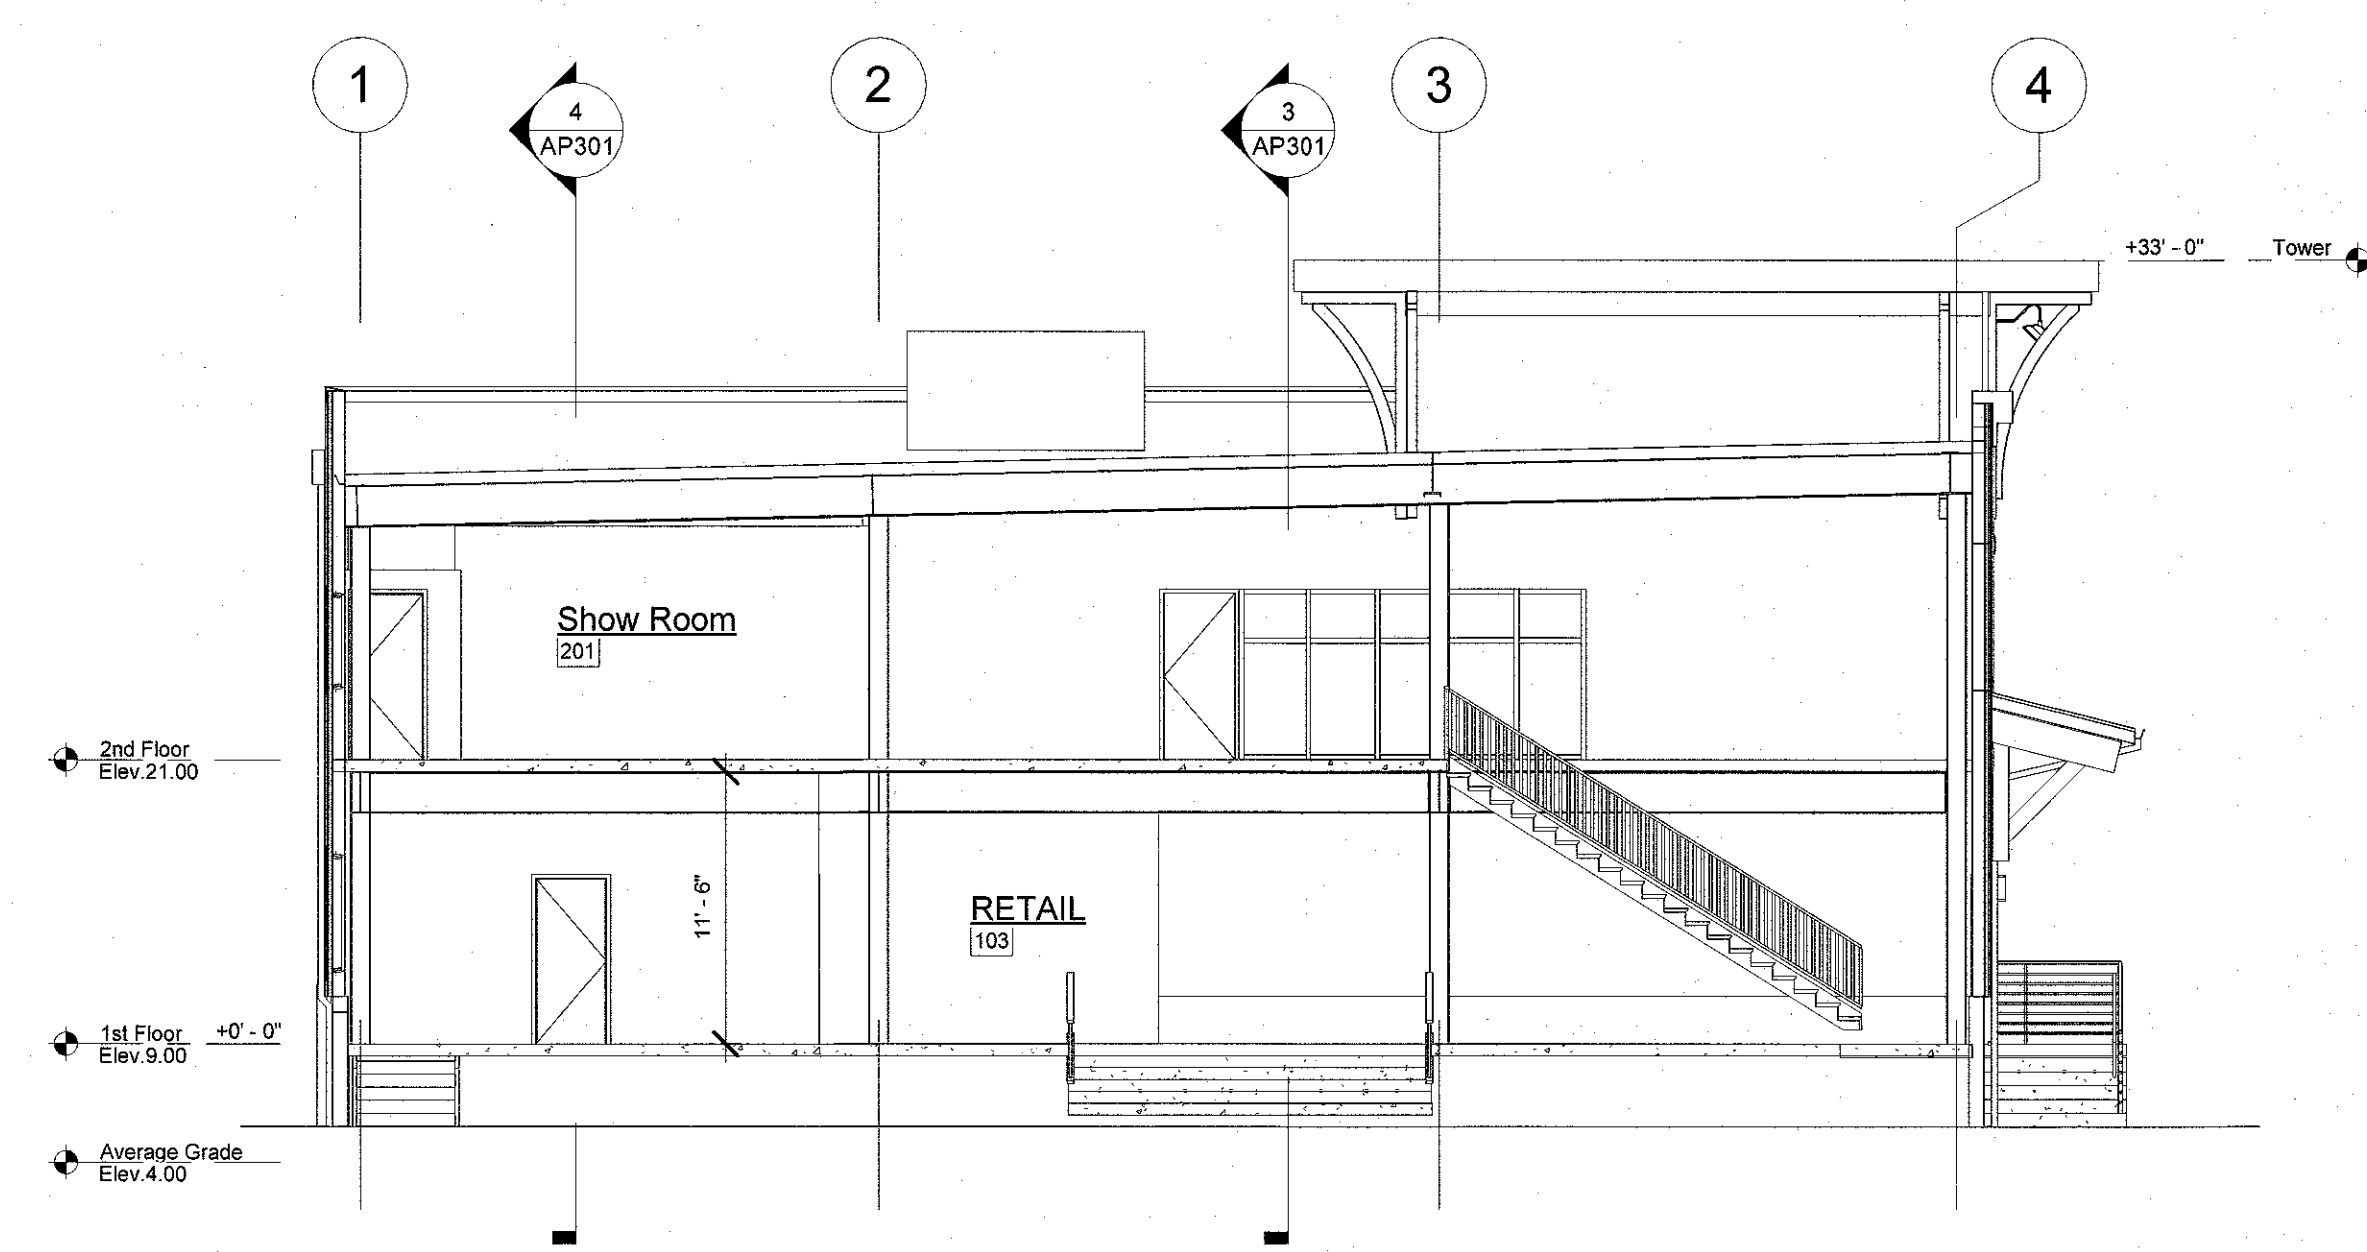 1
2
3
4
4
AP301
3
AP301
+33' - 0"
Tower
Show Room
201
2nd Floor
Elev.21.00
11' - 6"
RETAIL
103
1st Floor
+0' - 0"
Elev.9.00
Average Grade
Elev.4.00